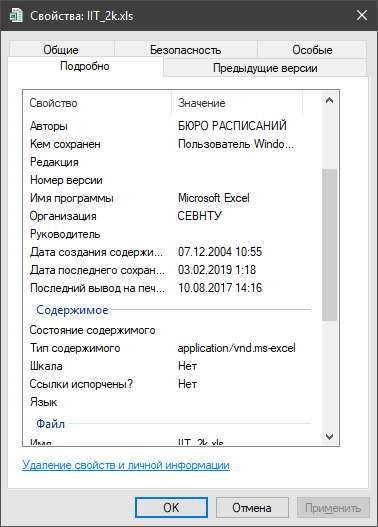 Свойства: IIT_2k.xls
Общие Безопасность Особые
Подробно Предыдущие версии
Свойство Значение
Авторы БЮРО РАСПИСАНИЙ
Кем сохранен Пользователь Windo...
Редакция
Номер версии
Имя программы Microsoft Excel
Организация СЕВНТУ
Руководитель
Дата создания содержи... 07.12.2004 10:55
Дата последнего сохран... 03.02.2019 1:18
Последний вывод на печ... 10.08.2017 14:16
Содержимое
Состояние содержимого
Тип содержимого application/vnd.ms-excel
Шкала Нет
Ссылки испорчены? Нет
Язык
Файл
Имя IIT_2k.xls
Удаление свойств и личной информации
OK Отмена Применить